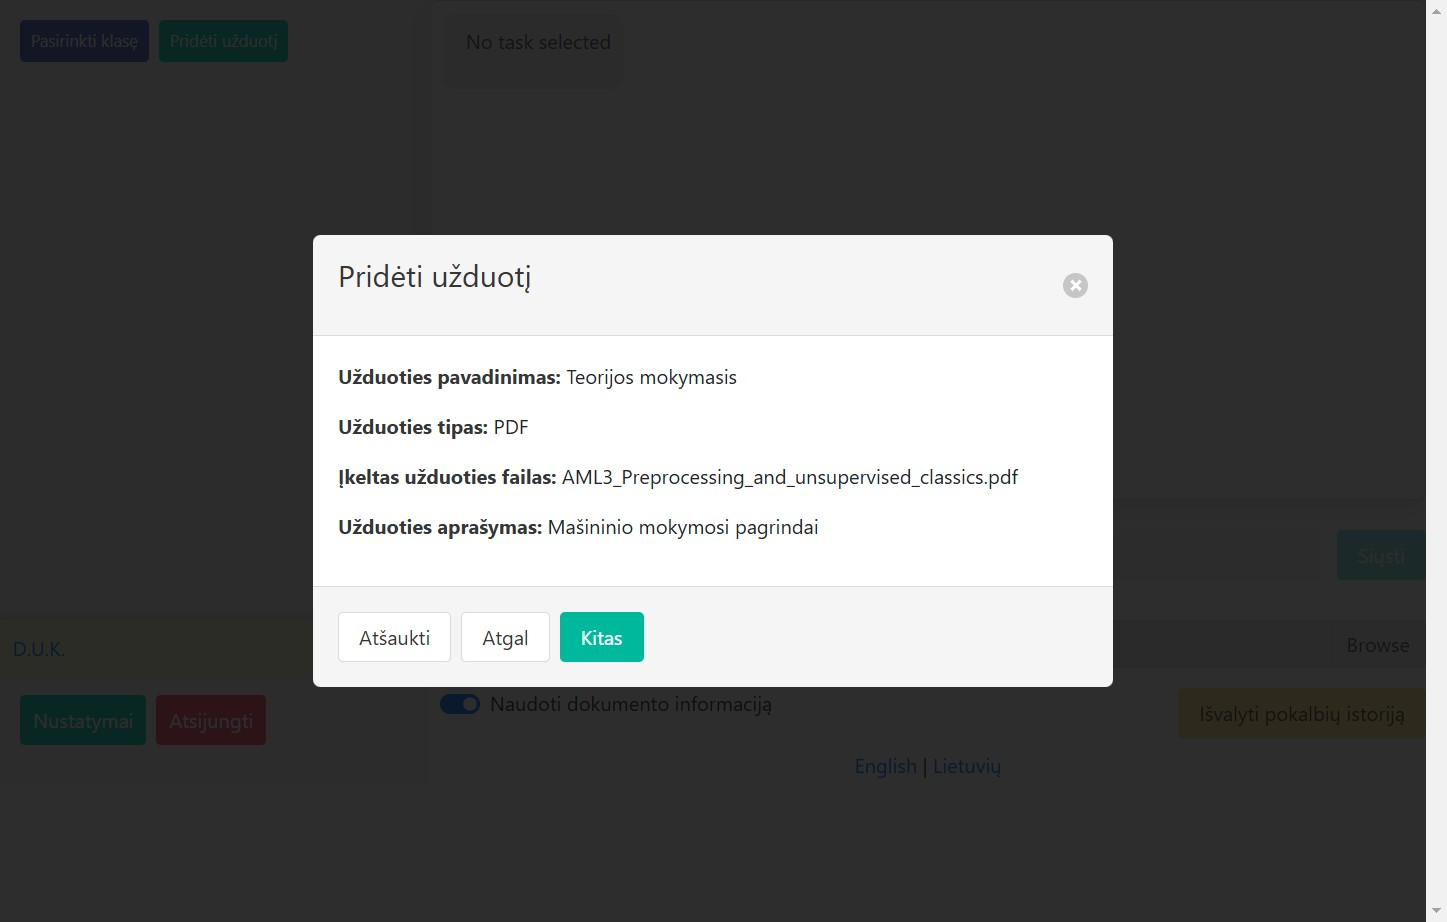 Pasirinkti klasę
Pridėti užduotį
No task selected
Pridėti užduotį
Užduoties pavadinimas: Teorijos mokymasis
Užduoties tipas: PDF
Įkeltas užduoties failas: AML3_Preprocessing_and_unsupervised_classics.pdf
Užduoties aprašymas: Mašininio mokymosi pagrindai
Atšaukti
Atgal
Kitas
Siųsti
D.U.K.
Browse
Nustatymai
Atsijungti
Naudoti dokumento informaciją
Išvalyti pokalbių istoriją
English | Lietuvių